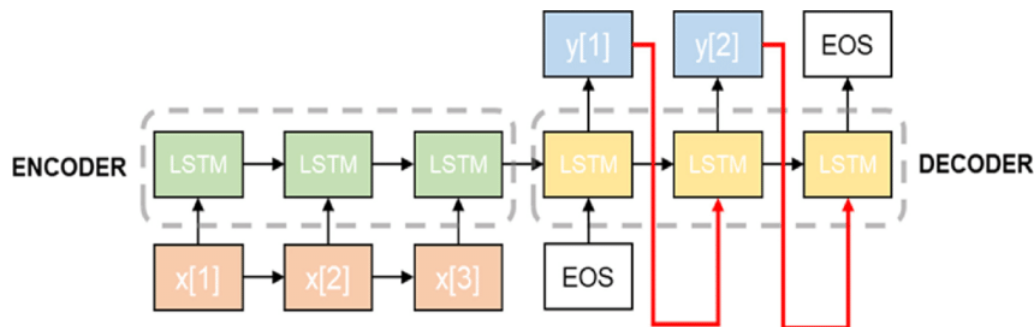 y[1] y[2] EOS
ENCODER LSTM LSTM LSTM LSTM LSTM LSTM DECODER
x[1] x[2] x[3] EOS